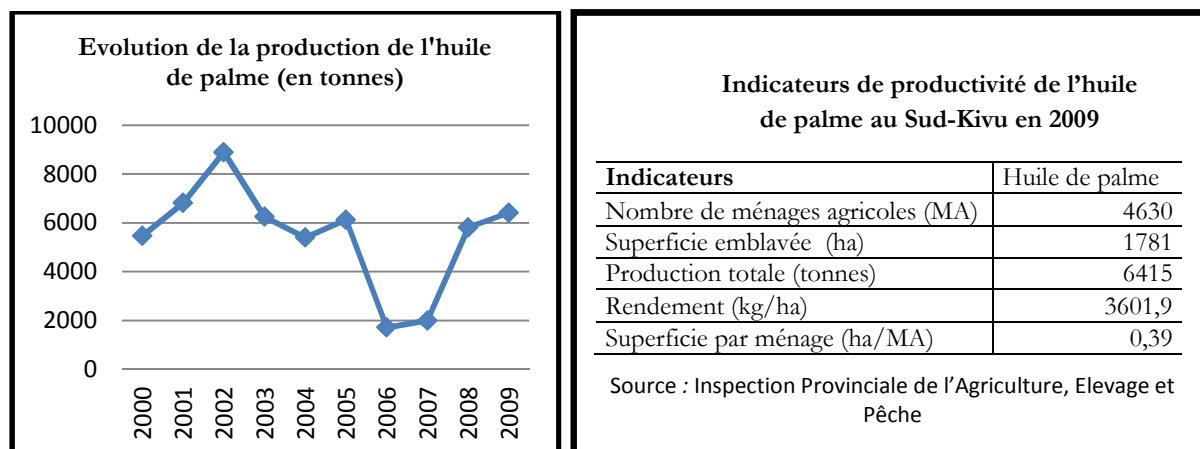 Evolution de la production de l'huile
de palme (en tonnes)
10000
8000
6000
4000
2000
0
2000 2001 2002 2003 2004 2005 2006 2007 2008 2009
Indicateurs de productivité de l’huile
de palme au Sud-Kivu en 2009
Indicateurs Huile de palme
Nombre de ménages agricoles (MA) 4630
Superficie emblavée (ha) 1781
Production totale (tonnes) 6415
Rendement (kg/ha) 3601,9
Superficie par ménage (ha/MA) 0,39
Source : Inspection Provinciale de l’Agriculture, Elevage et
Pêche